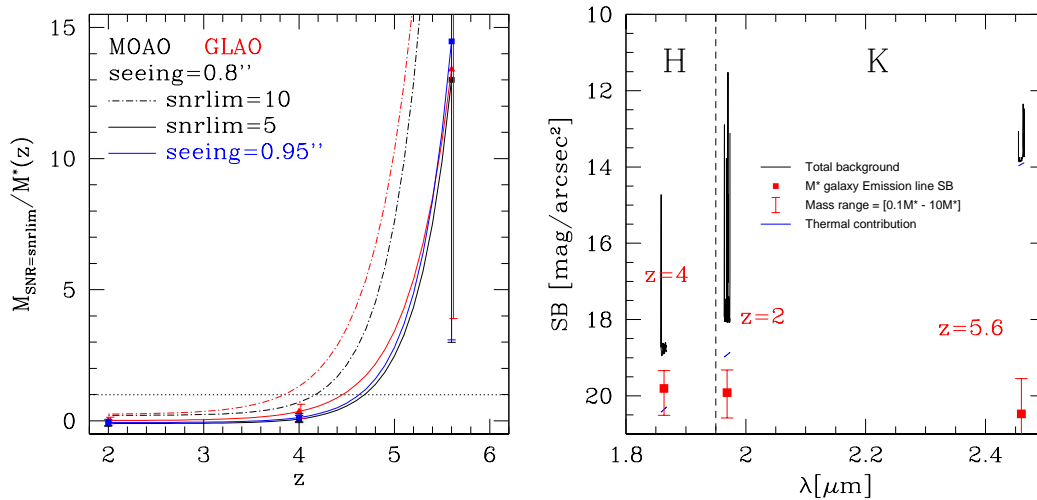 MOAO GLAO
seeing=0.8''
snrlim=10
snrlim=5
seeing=0.95''
15
10
5
0
M_SNR=snrlim/M*(z)
2 3 4 5 6
z
H K
Total background
M* galaxy Emission line SB
Mass range = [0.1M* - 10M*]
Thermal contribution
z=4
z=2
z=5.6
10
12
14
16
18
20
SB [mag/arcsec²]
1.8 2 2.2 2.4
λ[μm]